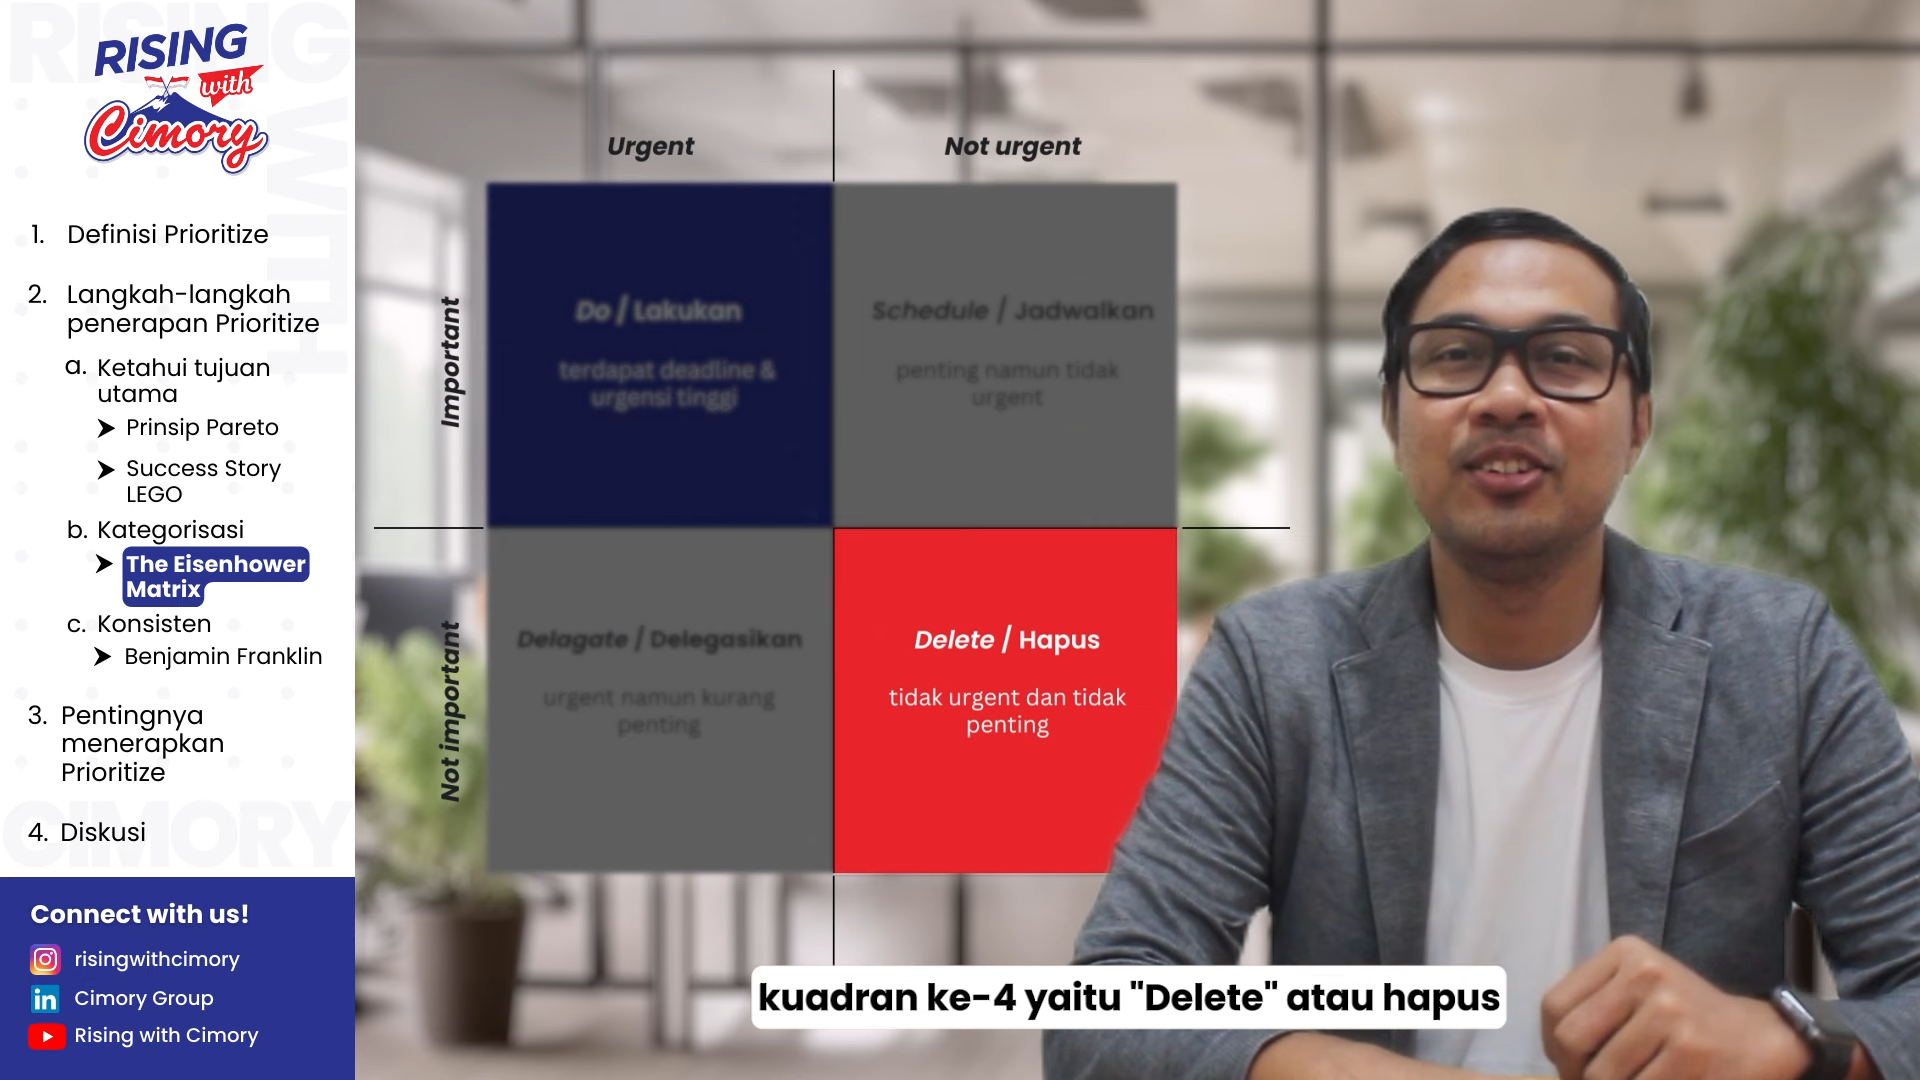 RISING
with
Cimory
1. Definisi Prioritize
2. Langkah-langkah
penerapan Prioritize
a. Ketahui tujuan
utama
➤ Prinsip Pareto
➤ Success Story
LEGO
b. Kategorisasi
➤ The Eisenhower
Matrix
c. Konsisten
➤ Benjamin Franklin
3. Pentingnya
menerapkan
Prioritize
4. Diskusi
Connect with us!
risingwithcimory
Cimory Group
Rising with Cimory
Urgent
Not urgent
Important
Do / Lakukan
terdapat deadline &
urgensi tinggi
Schedule / Jadwalkan
penting namun tidak
urgent
Not important
Delagate / Delegasikan
urgent namun kurang
penting
Delete / Hapus
tidak urgent dan tidak
penting
kuadran ke-4 yaitu "Delete" atau hapus
RISING
WITH
CIMORY